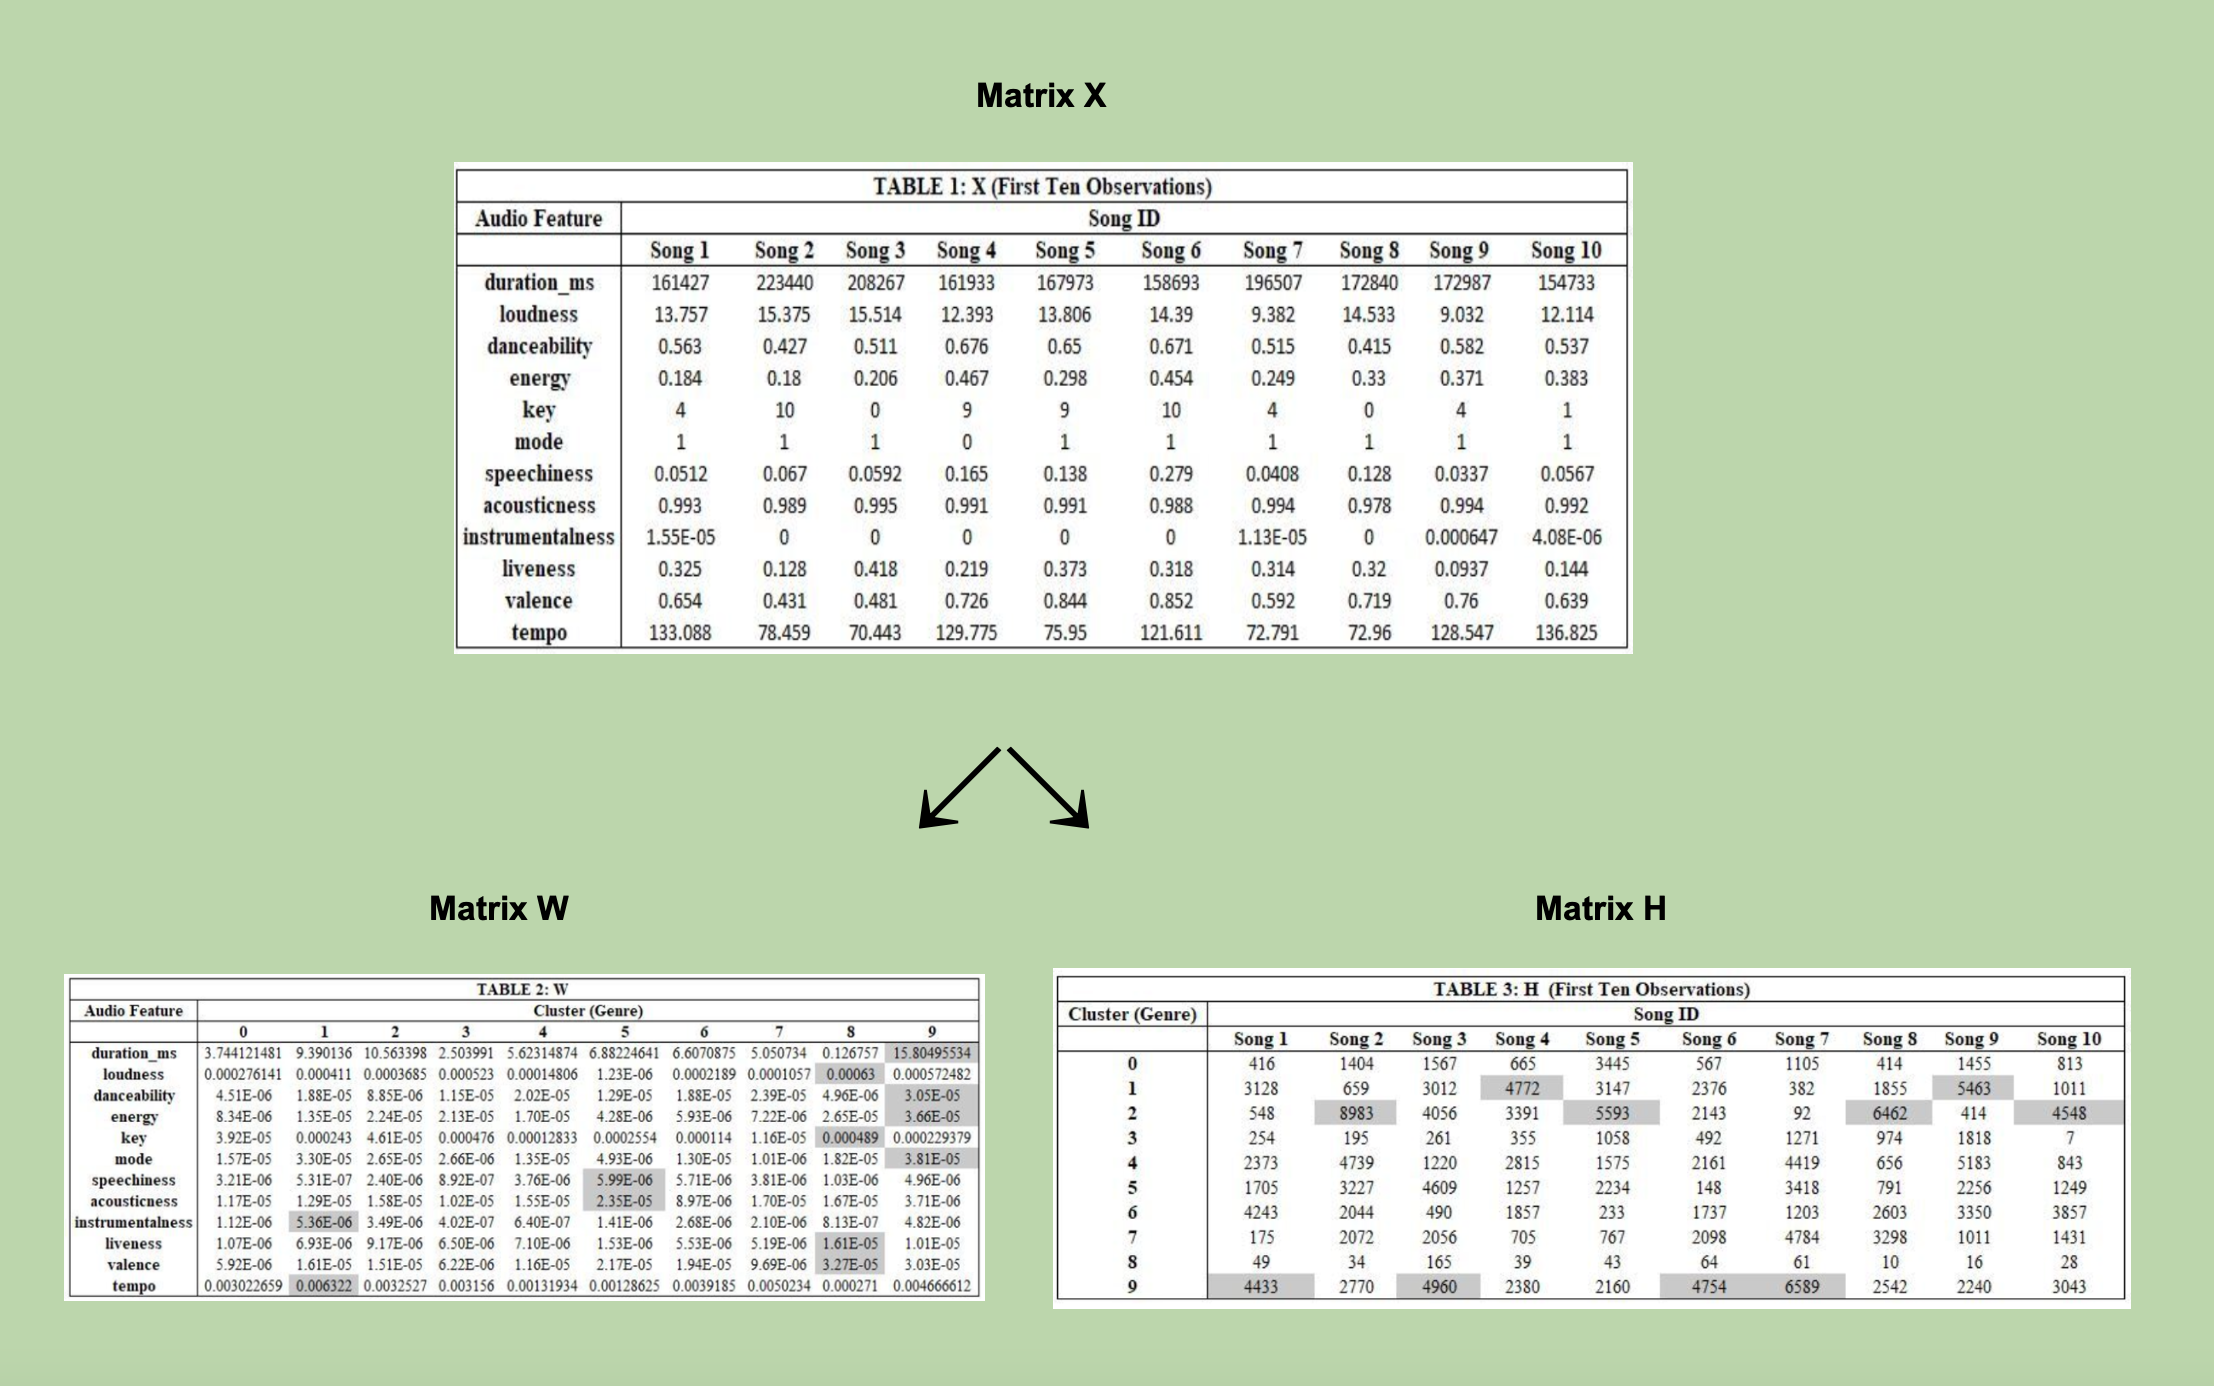 Matrix X
TABLE 1: X (First Ten Observations)
Audio Feature Song ID
Song 1 Song 2 Song 3 Song 4 Song 5 Song 6 Song 7 Song 8 Song 9 Song 10
duration_ms 161427 223440 208267 161933 167973 158693 196507 172840 172987 154733
loudness 13.757 15.375 15.514 12.393 13.806 14.39 9.382 14.533 9.032 12.114
danceability 0.563 0.427 0.511 0.676 0.65 0.671 0.515 0.415 0.582 0.537
energy 0.184 0.18 0.206 0.467 0.298 0.454 0.249 0.33 0.371 0.383
key 4 10 0 9 9 10 4 0 4 1
mode 1 1 1 0 1 1 1 1 1 1
speechiness 0.0512 0.067 0.0592 0.165 0.138 0.279 0.0408 0.128 0.0337 0.0567
acousticness 0.993 0.989 0.995 0.991 0.991 0.988 0.994 0.978 0.994 0.992
instrumentalness 1.55E-05 0 0 0 0 0 1.13E-05 0 0.000647 4.08E-06
liveness 0.325 0.128 0.418 0.219 0.373 0.318 0.314 0.32 0.0937 0.144
valence 0.654 0.431 0.481 0.726 0.844 0.852 0.592 0.719 0.76 0.639
tempo 133.088 78.459 70.443 129.775 75.95 121.611 72.791 72.96 128.547 136.825
Matrix W
TABLE 2: W
Audio Feature Cluster (Genre)
0 1 2 3 4 5 6 7 8 9
duration_ms 3.744121481 9.390136 10.563398 2.503991 5.62314874 6.88224641 6.6070875 5.050734 0.126757 15.80495534
loudness 0.000276141 0.000411 0.0003685 0.000523 0.00014806 1.23E-06 0.0002189 0.0001057 0.00063 0.000572482
danceability 4.51E-06 1.88E-05 8.85E-06 1.15E-05 2.02E-05 1.29E-05 1.88E-05 2.39E-05 4.96E-06 3.05E-05
energy 8.34E-06 1.35E-05 2.24E-05 2.13E-05 1.70E-05 4.28E-06 5.93E-06 7.22E-06 2.65E-05 3.66E-05
key 3.92E-05 0.000243 4.61E-05 0.000476 0.00012833 0.0002554 0.000114 1.16E-05 0.000489 0.000229379
mode 1.57E-05 3.30E-05 2.65E-05 2.66E-06 1.35E-05 4.93E-06 1.30E-05 1.01E-06 1.82E-05 3.81E-05
speechiness 3.21E-06 5.31E-07 2.40E-06 8.92E-07 3.76E-06 5.99E-06 5.71E-06 3.81E-06 1.03E-06 4.96E-06
acousticness 1.17E-05 1.29E-05 1.58E-05 1.02E-05 1.55E-05 2.35E-05 8.97E-06 1.70E-05 1.67E-05 3.71E-06
instrumentalness 1.12E-06 5.36E-06 3.49E-06 4.02E-07 6.40E-07 1.41E-06 2.68E-06 2.10E-06 8.13E-07 4.82E-06
liveness 1.07E-06 6.93E-06 9.17E-06 6.50E-06 7.10E-06 1.53E-06 5.53E-06 5.19E-06 1.61E-05 1.01E-05
valence 5.92E-06 1.61E-05 1.51E-05 6.22E-06 1.16E-05 2.17E-05 1.94E-05 9.69E-06 3.27E-05 3.03E-05
tempo 0.003022659 0.006322 0.0032527 0.003156 0.00131934 0.00128625 0.0039185 0.0050234 0.000271 0.004666612
Matrix H
TABLE 3: H (First Ten Observations)
Cluster (Genre) Song ID
Song 1 Song 2 Song 3 Song 4 Song 5 Song 6 Song 7 Song 8 Song 9 Song 10
0 416 1404 1567 665 3445 567 1105 414 1455 813
1 3128 659 3012 4772 3147 2376 382 1855 5463 1011
2 548 8983 4056 3391 5593 2143 92 6462 414 4548
3 254 195 261 355 1058 492 1271 974 1818 7
4 2373 4739 1220 2815 1575 2161 4419 656 5183 843
5 1705 3227 4609 1257 2234 148 3418 791 2256 1249
6 4243 2044 490 1857 233 1737 1203 2603 3350 3857
7 175 2072 2056 705 767 2098 4784 3298 1011 1431
8 49 34 165 39 43 64 61 10 16 28
9 4433 2770 4960 2380 2160 4754 6589 2542 2240 3043